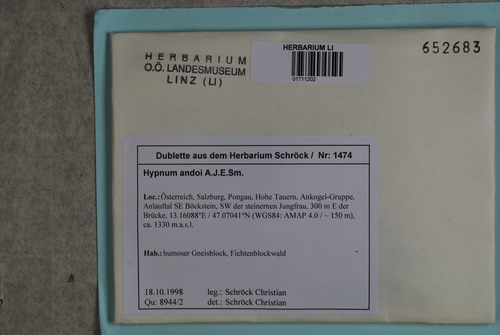 HERBARIUM
O.Ö. LANDESMUSEUM
LINZ (LI)
HERBARIUM LI
01711202
652683
Dublette aus dem Herbarium Schröck / Nr: 1474
Hypnum andoi A.J.E.Sm.
Loc.: Österreich, Salzburg, Pongau, Hohe Tauern, Ankogel-Gruppe,
Anlauftal SE Böckstein, SW der steinernen Jungfrau, 300 m E der
Brücke, 13.16088°E / 47.07041°N (WGS84: AMAP 4.0 / ~ 150 m),
ca. 1330 m.a.s.l.
Hab.: humoser Gneisblock, Fichtenblockwald
18.10.1998 leg.: Schröck Christian
Qu: 8944/2 det.: Schröck Christian